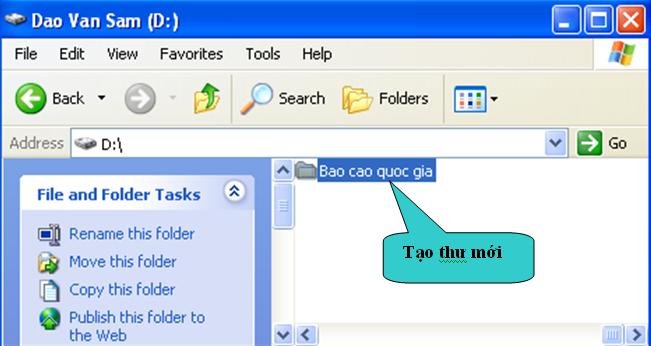 Dao Van Sam (D:)
File Edit View Favorites Tools Help
Back Search Folders
Address D:\ Go
File and Folder Tasks
Rename this folder
Move this folder
Copy this folder
Publish this folder to
the Web
Bao cao quoc gia
Tạo thư mới